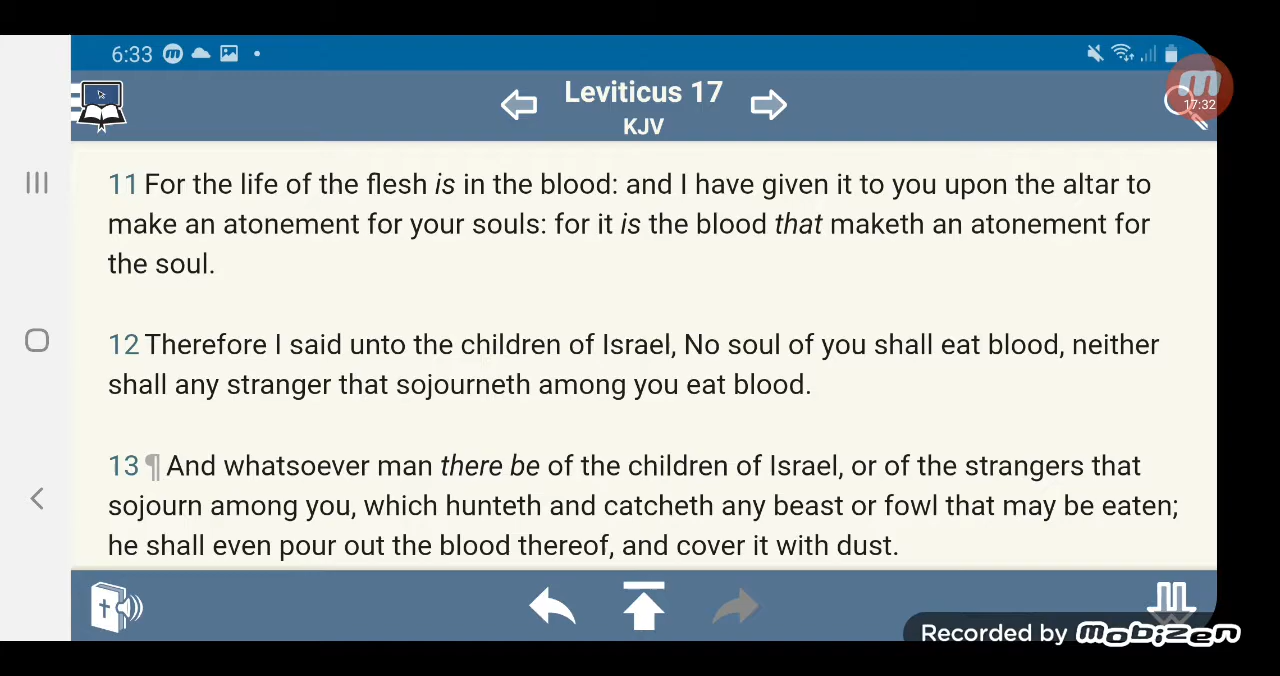 6:33
Leviticus 17
KJV
17:32
11 For the life of the flesh is in the blood: and I have given it to you upon the altar to
make an atonement for your souls: for it is the blood that maketh an atonement for
the soul.
12 Therefore I said unto the children of Israel, No soul of you shall eat blood, neither
shall any stranger that sojourneth among you eat blood.
13 ¶ And whatsoever man there be of the children of Israel, or of the strangers that
sojourn among you, which hunteth and catcheth any beast or fowl that may be eaten;
he shall even pour out the blood thereof, and cover it with dust.
Recorded by Mobizen